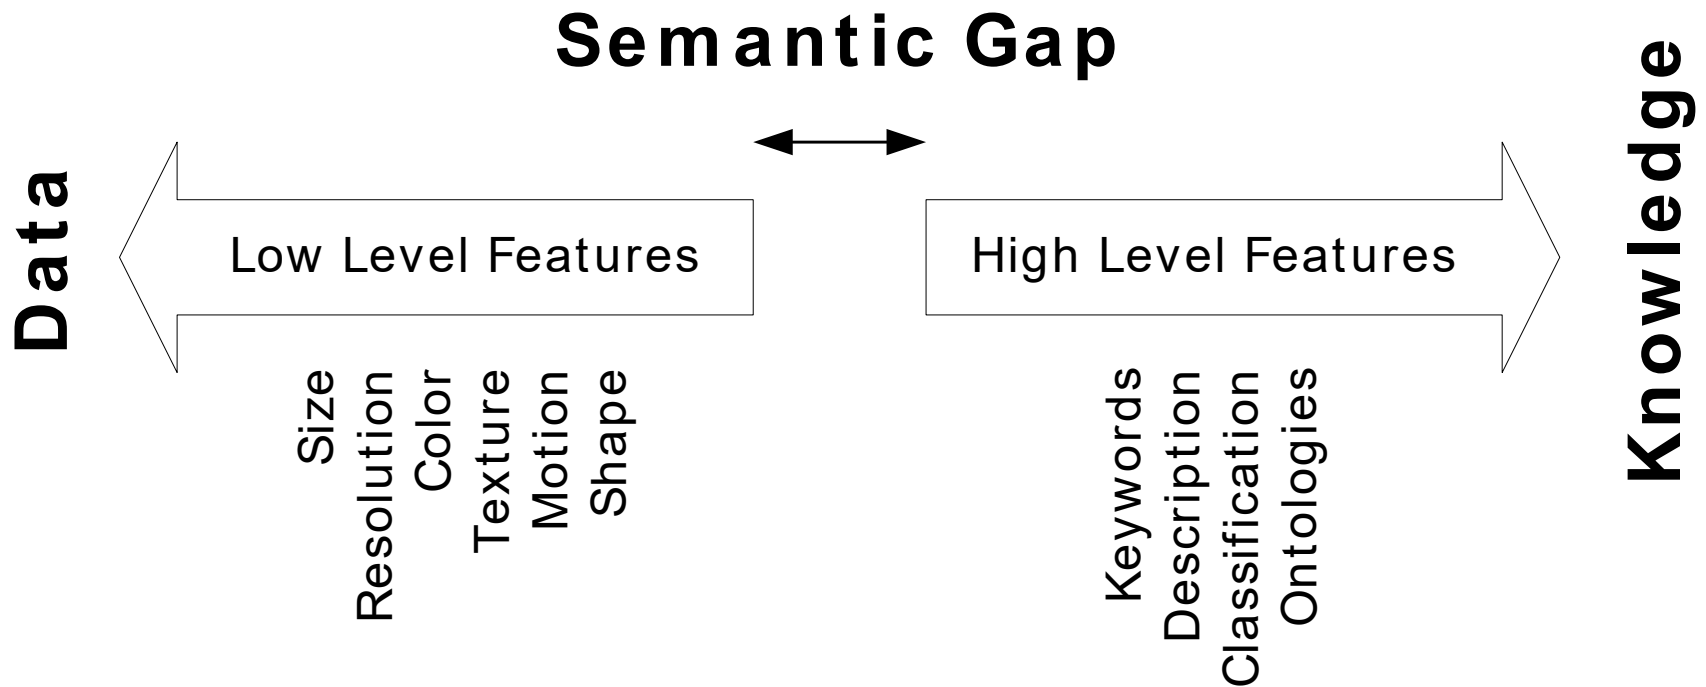 Semantic Gap
Data
Low Level Features
High Level Features
Knowledge
Size
Resolution
Color
Texture
Motion
Shape
Keywords
Description
Classification
Ontologies